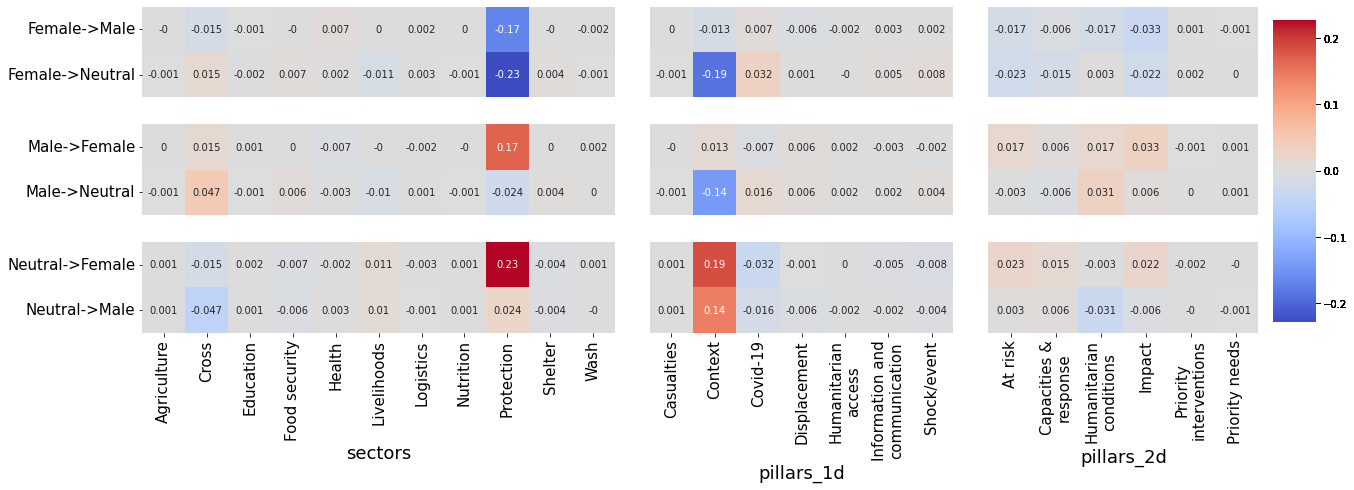 Female->Male -0 -0.015 -0.001 -0 0.007 0 0.002 0 -0.17 -0 -0.002 0 -0.013 0.007 -0.006 -0.002 0.003 0.002 -0.017 -0.006 -0.017 -0.033 0.001 -0.001
Female->Neutral -0.001 0.015 -0.002 0.007 0.002 -0.011 0.003 -0.001 -0.23 0.004 -0.001 -0.001 -0.19 0.032 0.001 -0 0.005 0.008 -0.023 -0.015 0.003 -0.022 0.002 0
Male->Female 0 0.015 0.001 0 -0.007 -0 -0.002 -0 0.17 0 0.002 -0 0.013 -0.007 0.006 0.002 -0.003 -0.002 0.017 0.006 0.017 0.033 -0.001 0.001
Male->Neutral -0.001 0.047 -0.001 0.006 -0.003 -0.01 0.001 -0.001 -0.024 0.004 0 -0.001 -0.14 0.016 0.006 0.002 0.002 0.004 -0.003 -0.006 0.031 0.006 0 0.001
Neutral->Female 0.001 -0.015 0.002 -0.007 -0.002 0.011 -0.003 0.001 0.23 -0.004 0.001 0.001 0.19 -0.032 -0.001 0 -0.005 -0.008 0.023 0.015 -0.003 0.022 -0.002 -0
Neutral->Male 0.001 -0.047 0.001 -0.006 0.003 0.01 -0.001 0.001 0.024 -0.004 -0 0.001 0.14 -0.016 -0.006 -0.002 -0.002 -0.004 0.003 0.006 -0.031 -0.006 -0 -0.001
Agriculture
Cross
Education
Food security
Health
Livelihoods
Logistics
Nutrition
Protection
Shelter
Wash
sectors
Casualties
Context
Covid-19
Displacement
Humanitarian
access
Information and
communication
Shock/event
pillars_1d
At risk
Capacities &
response
Humanitarian
conditions
Impact
Priority
interventions
Priority needs
pillars_2d
0.2
0.1
0.0
−0.1
−0.2